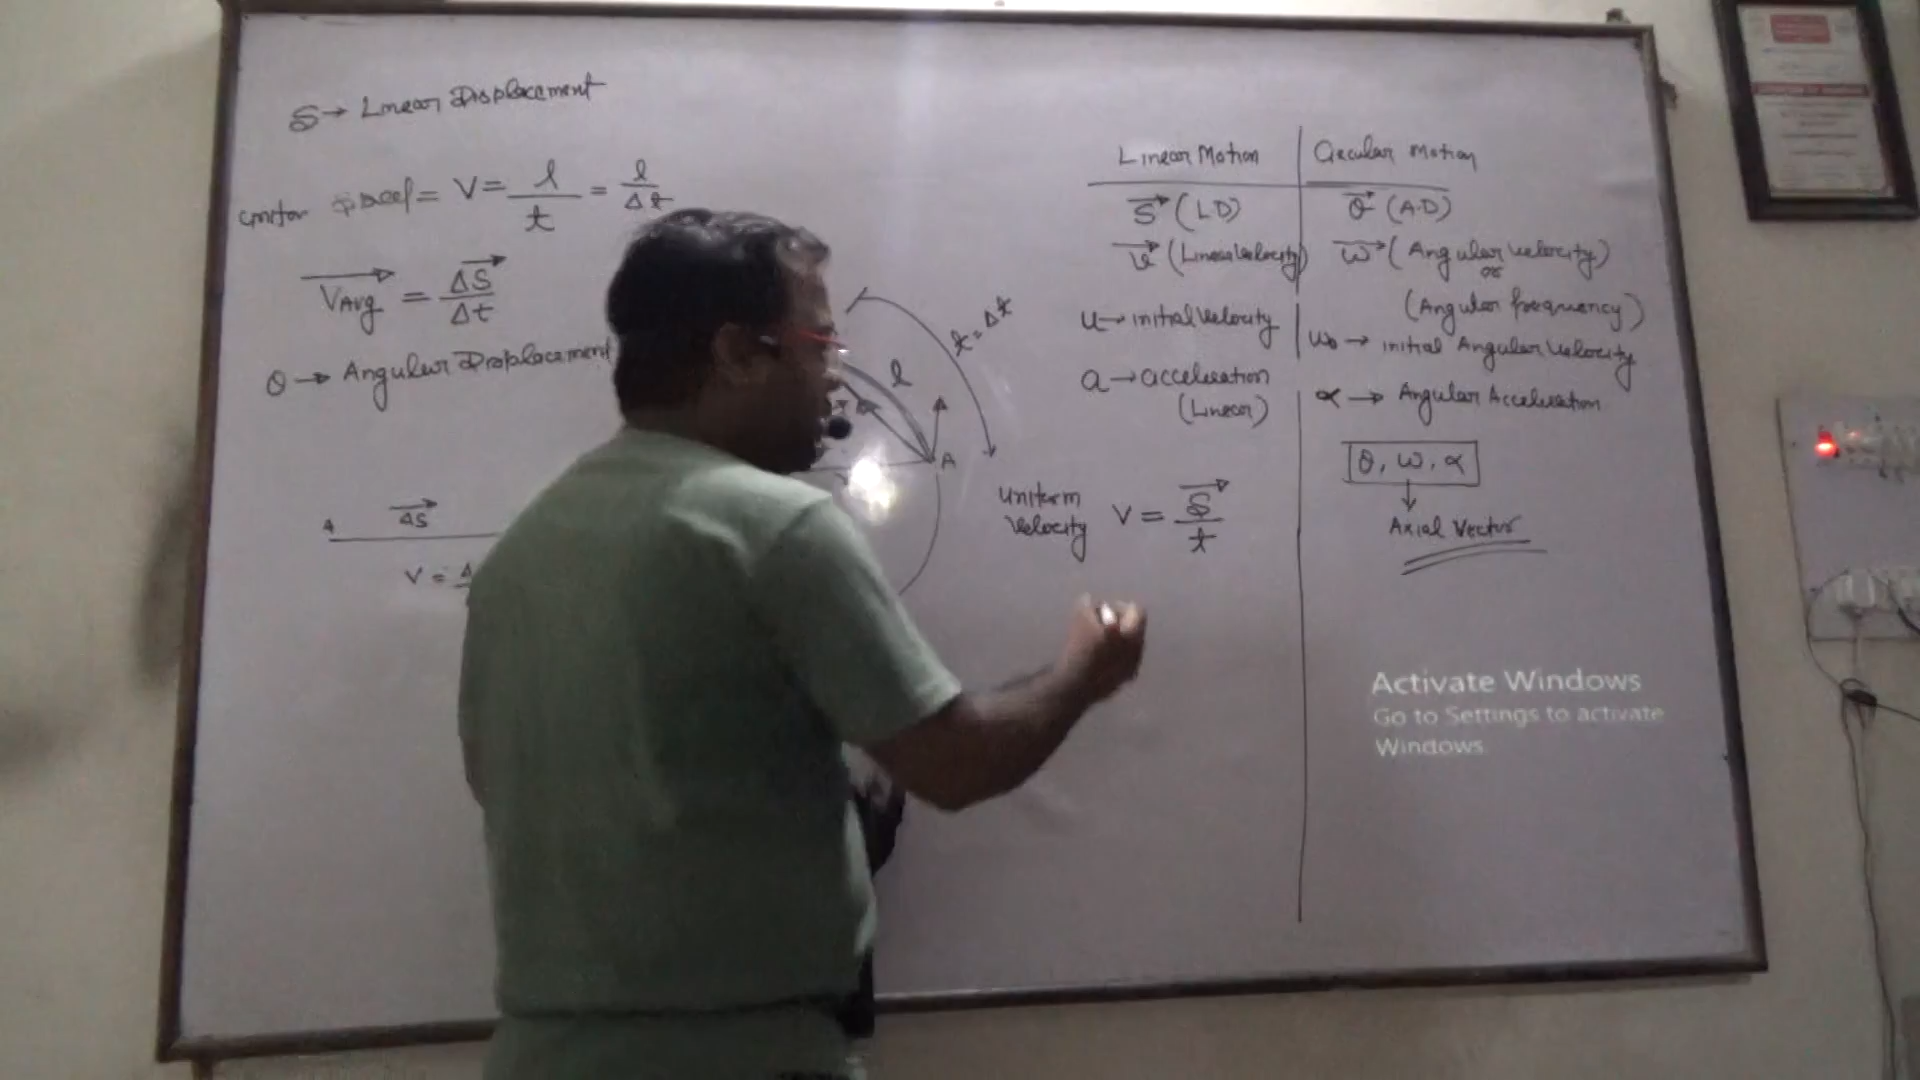 S → Linear Displacement
speed = V = l/t = l/Δt
V Avg = ΔS/Δt
θ → Angular Displacement
A
ΔS
V = Δ
t = Δt
l
A
Linear Motion
Circular Motion
S (L.D)
θ (A.D)
v (Linear Velocity)
ω (Angular velocity)
or
(Angular frequency)
u → initial Velocity
ω₀ → initial Angular Velocity
a → acceleration
(Linear)
α → Angular Acceleration
θ, ω, α
Axial Vector
Uniform
Velocity
V = S/t
Activate Windows
Go to Settings to activate
Windows.